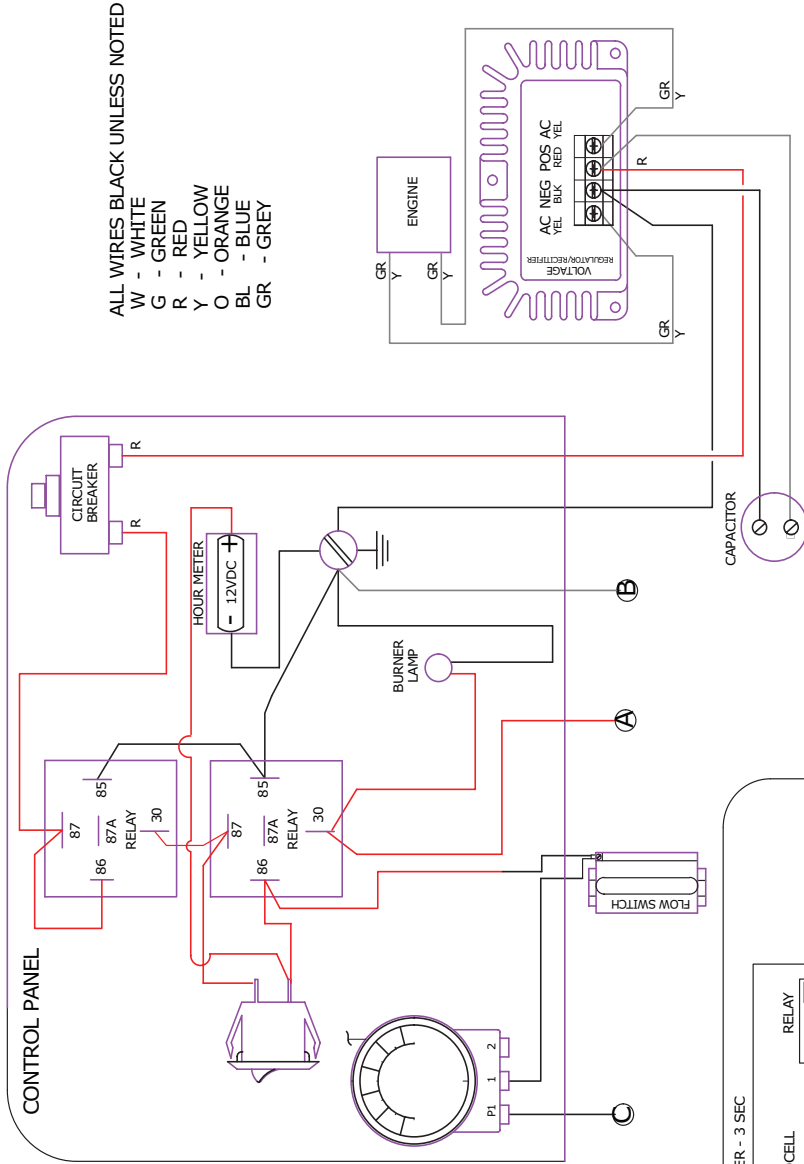 ALL WIRES BLACK UNLESS NOTED
W - WHITE
G - GREEN
R - RED
Y - YELLOW
O - ORANGE
BL - BLUE
GR - GREY
CONTROL PANEL
CIRCUIT
BREAKER
R
R
HOUR METER
- 12VDC +
87
87A
86
85
30
RELAY
87
87A
86
85
30
RELAY
BURNER
LAMP
P1
1
2
A
B
C
FLOW SWITCH
ENGINE
GR
Y
GR
Y
AC NEG POS AC
YEL BLK RED YEL
VOLTAGE
REGULATOR/RECTIFIER
GR
Y
GR
Y
R
CAPACITOR
ER - 3 SEC
RELAY
OCELL